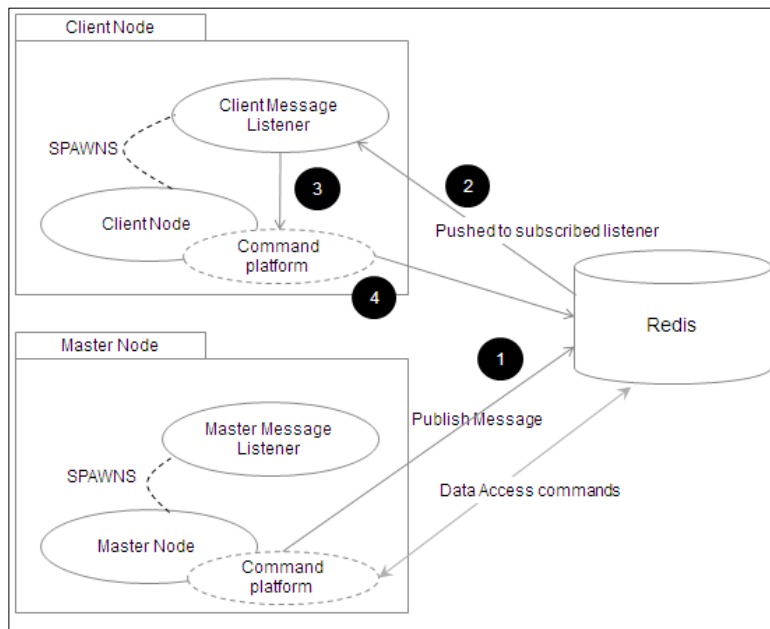 Client Node
Client Message
Listener
SPAWNS
2
3
Client Node
Pushed to subscribed listener
Command
platform
4
Redis
Master Node
1
Publish Message
Master Message
Listener
SPAWNS
Data Access commands
Master Node
Command
platform